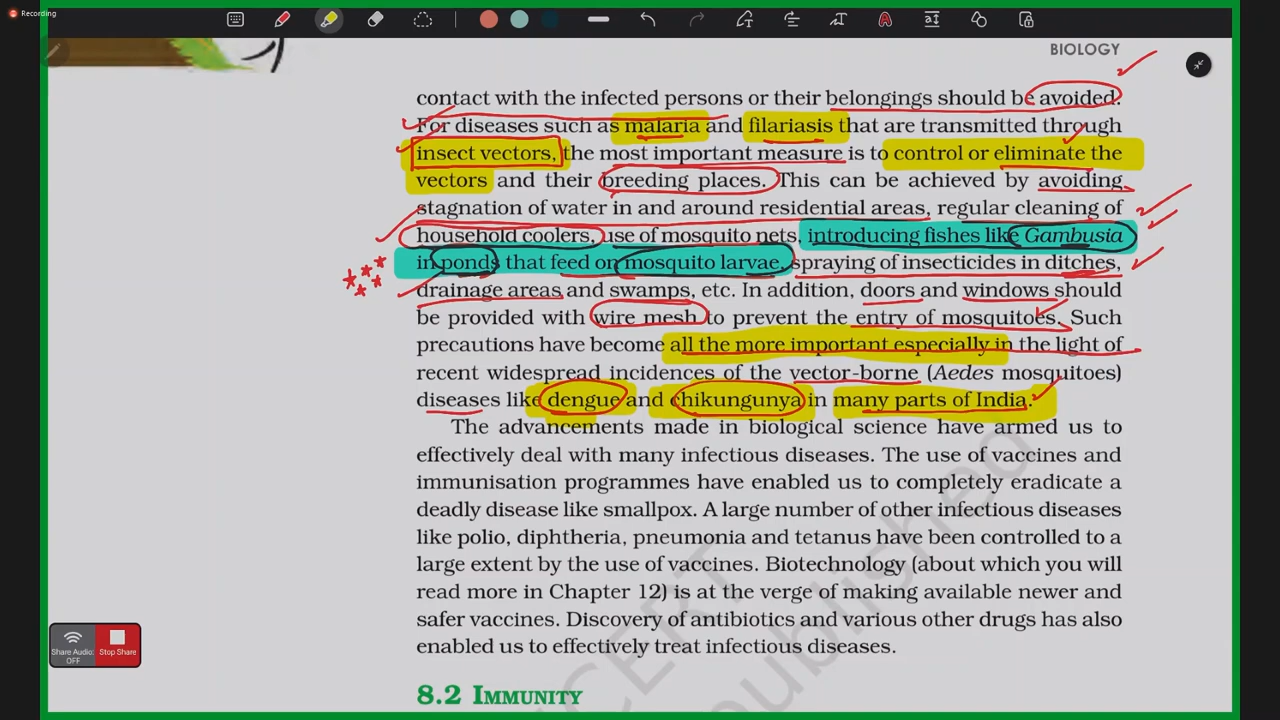 Recording
BIOLOGY
contact with the infected persons or their belongings should be avoided.
For diseases such as malaria and filariasis that are transmitted through
insect vectors, the most important measure is to control or eliminate the
vectors and their breeding places. This can be achieved by avoiding
stagnation of water in and around residential areas, regular cleaning of
household coolers, use of mosquito nets, introducing fishes like Gambusia
in ponds that feed on mosquito larvae, spraying of insecticides in ditches,
drainage areas and swamps, etc. In addition, doors and windows should
be provided with wire mesh to prevent the entry of mosquitoes. Such
precautions have become all the more important especially in the light of
recent widespread incidences of the vector-borne (Aedes mosquitoes)
diseases like dengue and chikungunya in many parts of India.
The advancements made in biological science have armed us to
effectively deal with many infectious diseases. The use of vaccines and
immunisation programmes have enabled us to completely eradicate a
deadly disease like smallpox. A large number of other infectious diseases
like polio, diphtheria, pneumonia and tetanus have been controlled to a
large extent by the use of vaccines. Biotechnology (about which you will
read more in Chapter 12) is at the verge of making available newer and
safer vaccines. Discovery of antibiotics and various other drugs has also
enabled us to effectively treat infectious diseases.
Share Audio:
OFF
Stop Share
8.2 IMMUNITY
NCERT
published